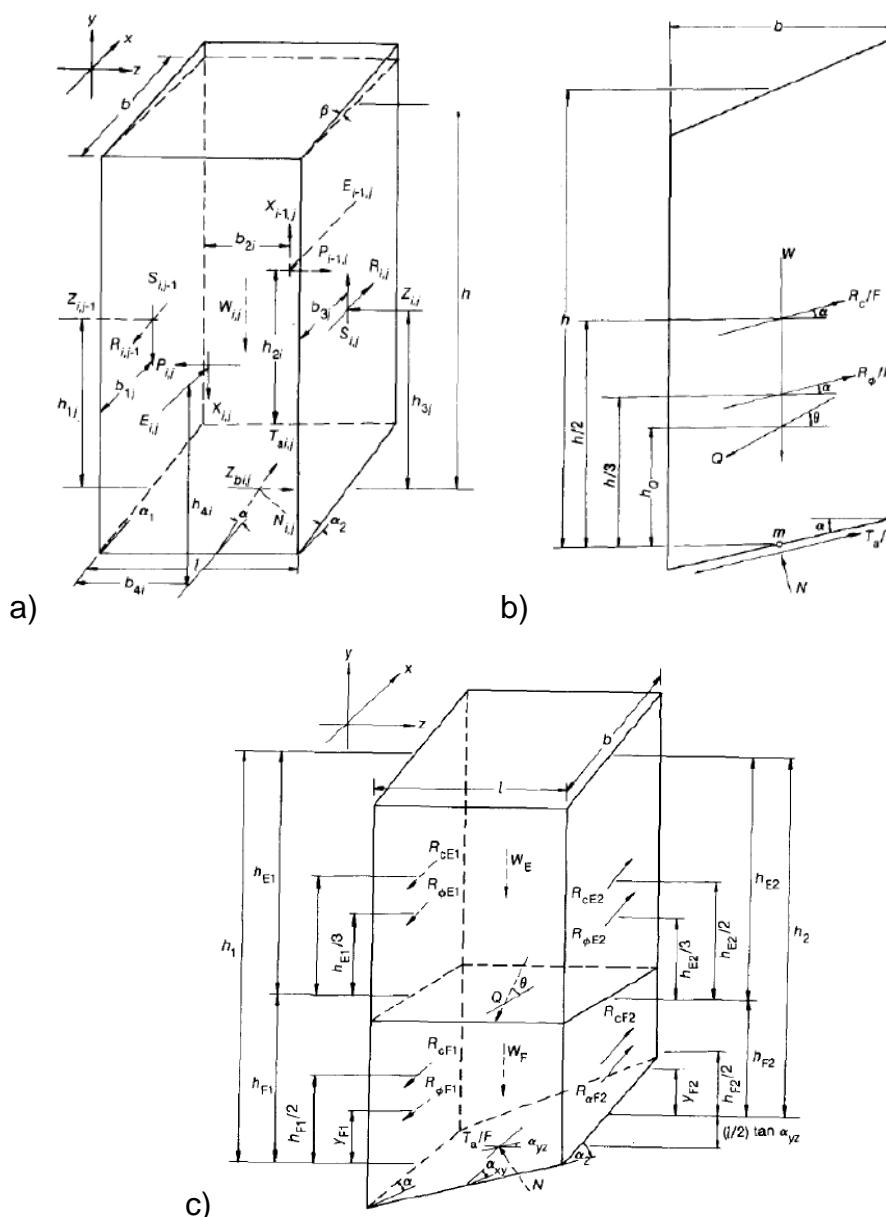 y
x
z
b
β
E_{i-1,j}
X_{i-1,j}
b_{2i}
P_{i-1,j}
R_{i,j}
S_{i,j-1}
Z_{i,j-1}
W_{i,j}
b_{3j}
Z_{i,j}
h
S_{i,j}
R_{i,j-1}
h_{2i}
P_{i,j}
b_{1j}
X_{i,j}
E_{i,j}
h_{1j}
h_{3j}
T_{ai,j}
Z_{bi,j}
h_{4i}
N_{i,j}
α_1
α
α_2
l
b_{4i}
a)
b
W
R_c/F
α
h
R_φ/
α
θ
h/2
Q
h/3
h_Q
m
α
T_a/
N
b)
y
x
z
b
l
R_{cE1}
W_E
h_{E1}
R_{cE2}
h_{E2}
R_{φE1}
h_1
h_{E1}/3
R_{φE2}
h_{E2}/3
h_{E2}/2
h_2
Q
θ
R_{cF2}
R_{cF1}
W_F
h_{F1}
R_{φF1}
h_{F2}
h_{F1}/2
y_{F1}
R_{αF2}
y_{F2}
h_{F2}/2
T_a/F
α_{yz}
(l/2) tan α_{yz}
α
α_{xy}
N
α_2
c)